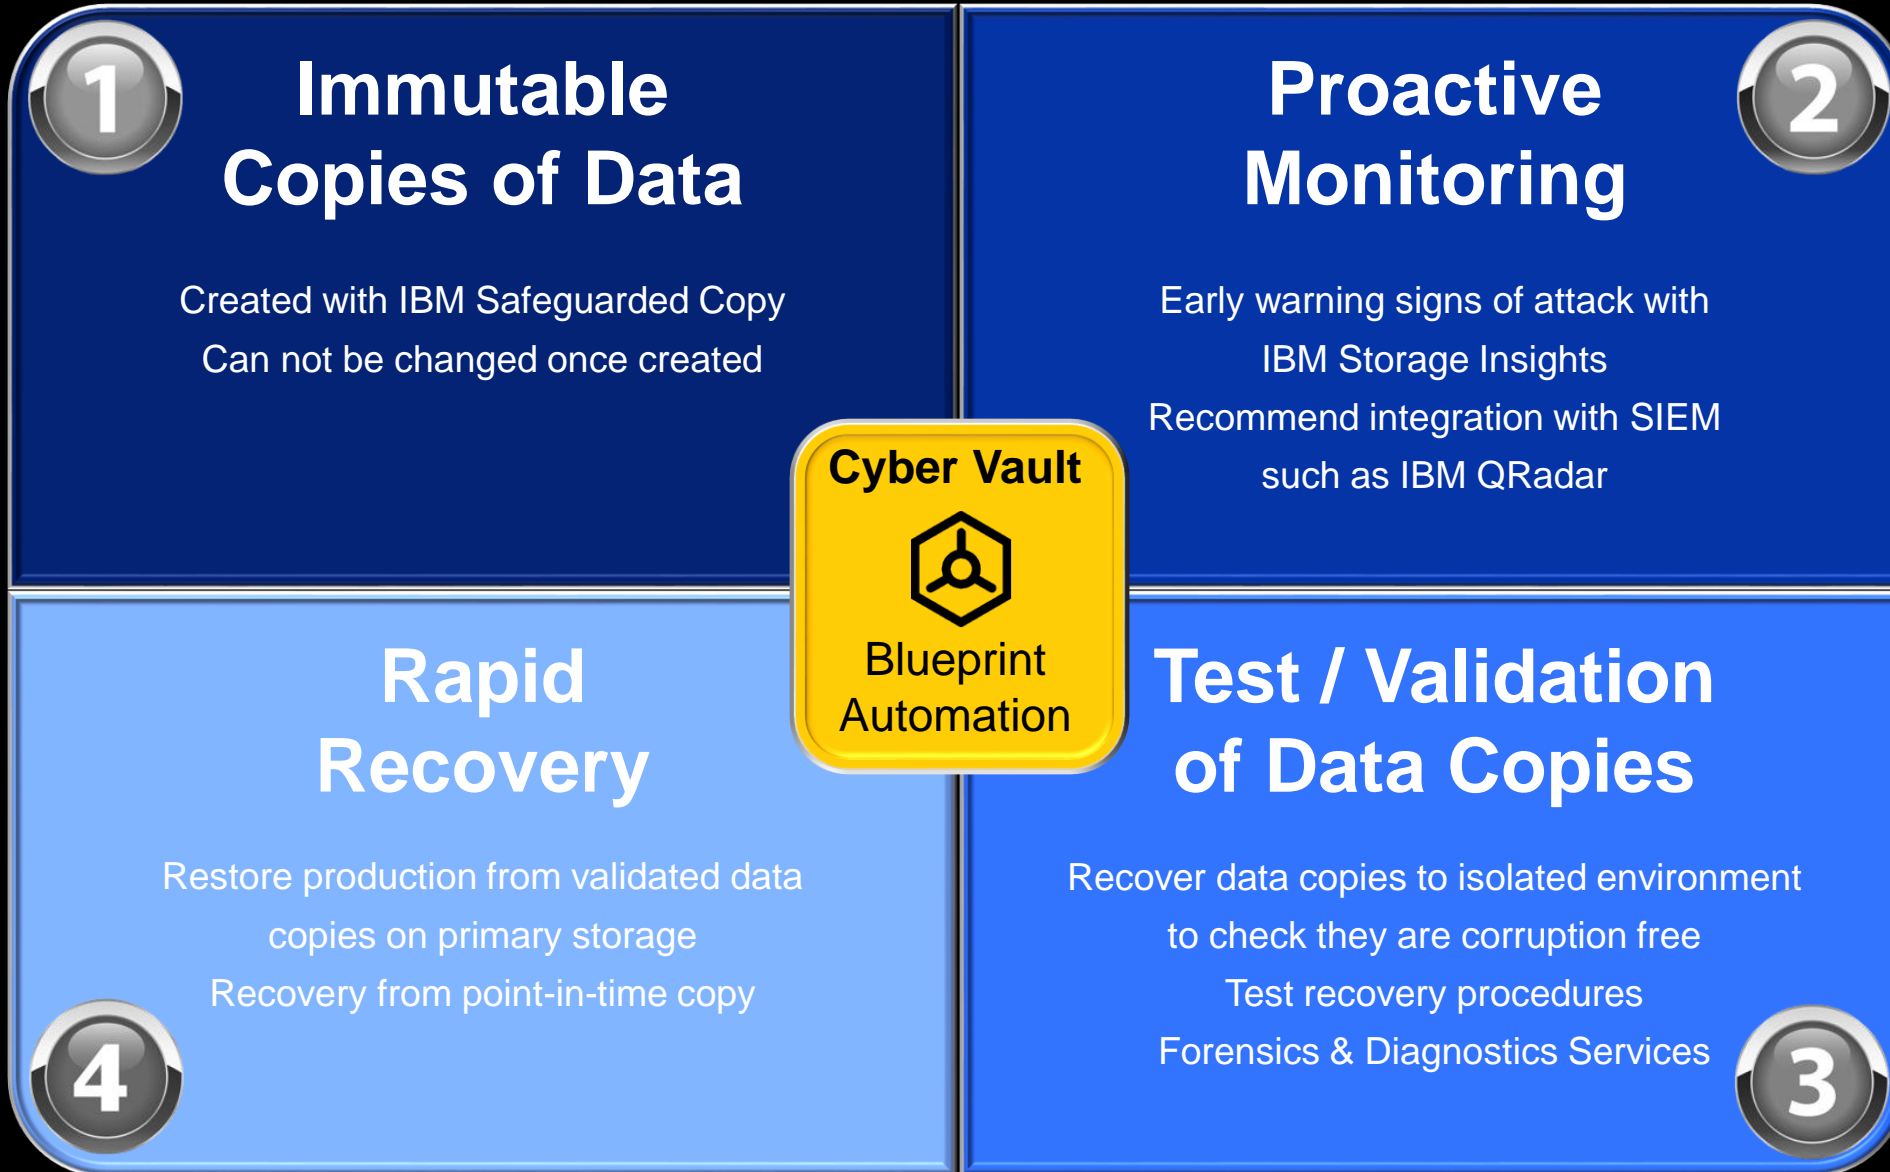 1
Immutable
Copies of Data
Created with IBM Safeguarded Copy
Can not be changed once created
2
Proactive
Monitoring
Early warning signs of attack with
IBM Storage Insights
Recommend integration with SIEM
such as IBM QRadar
Cyber Vault
Blueprint
Automation
3
Test / Validation
of Data Copies
Recover data copies to isolated environment
to check they are corruption free
Test recovery procedures
Forensics & Diagnostics Services
4
Rapid
Recovery
Restore production from validated data
copies on primary storage
Recovery from point-in-time copy